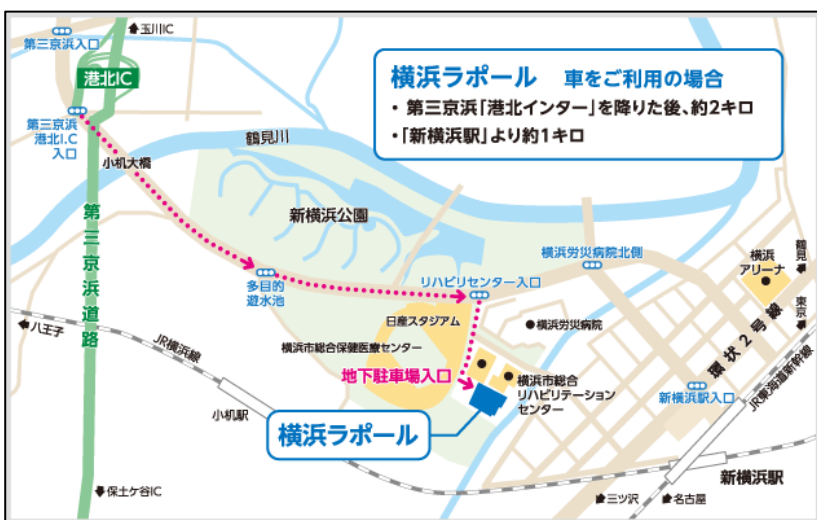 玉川IC
第三京浜入口
港北IC
横浜ラポール 車をご利用の場合
・ 第三京浜「港北インター」を降りた後、約2キロ
・「新横浜駅」より約1キロ
第三京浜
港北I.C
入口
小机大橋
鶴見川
新横浜公園
第三京浜道路
多目的
遊水池
リハビリセンター入口
横浜労災病院北側
横浜
アリーナ
鶴見
東京
環状2号線
日産スタジアム
横浜労災病院
八王子
JR横浜線
横浜市総合保健医療センター
地下駐車場入口
横浜市総合
リハビリテーション
センター
新横浜駅入口
JR東海道新幹線
小机駅
横浜ラポール
新横浜駅
保土ケ谷IC
三ツ沢
名古屋